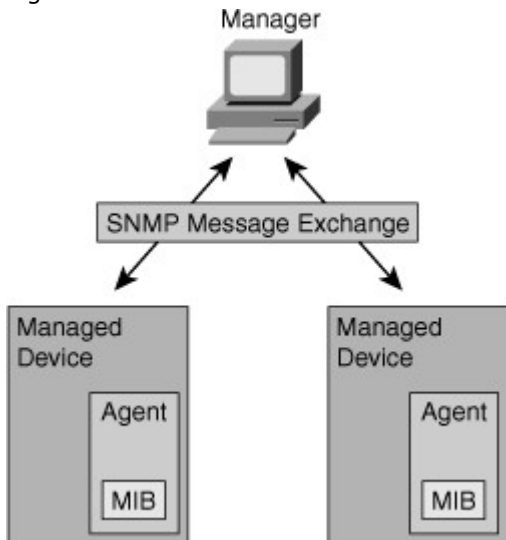 Manager
SNMP Message Exchange
Managed
Device
Agent
MIB
Managed
Device
Agent
MIB